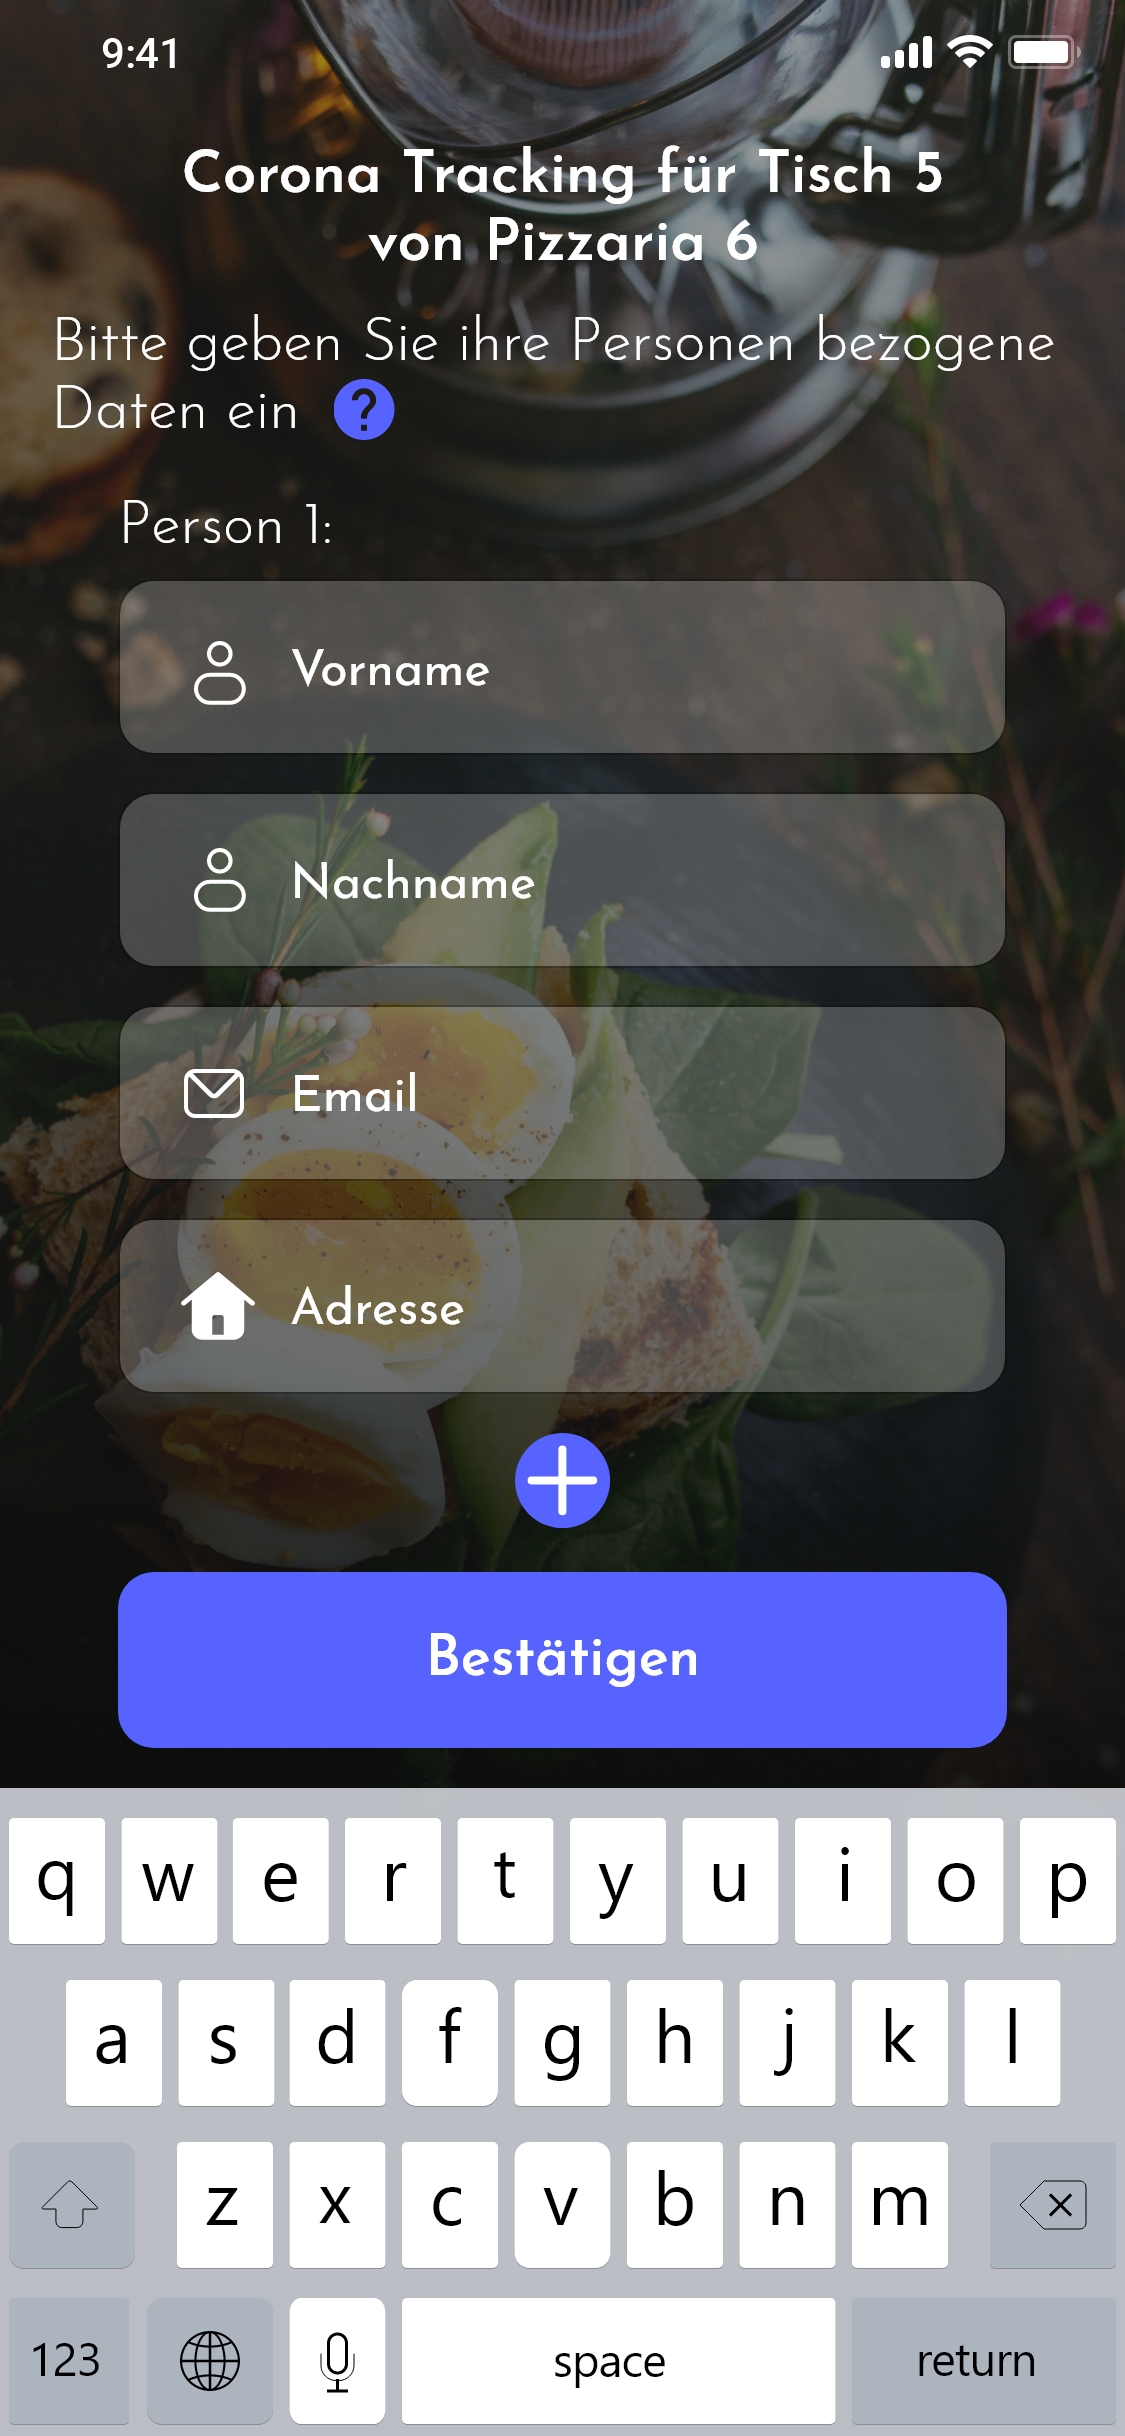 9:41
Corona Tracking für Tisch 5
von Pizzaria 6
Bitte geben Sie ihre Personen bezogene
Daten ein ?
Person 1:
Vorname
Nachname
Email
Adresse
Bestätigen
q w e r t y u i o p
a s d f g h j k l
z x c v b n m
123 space return